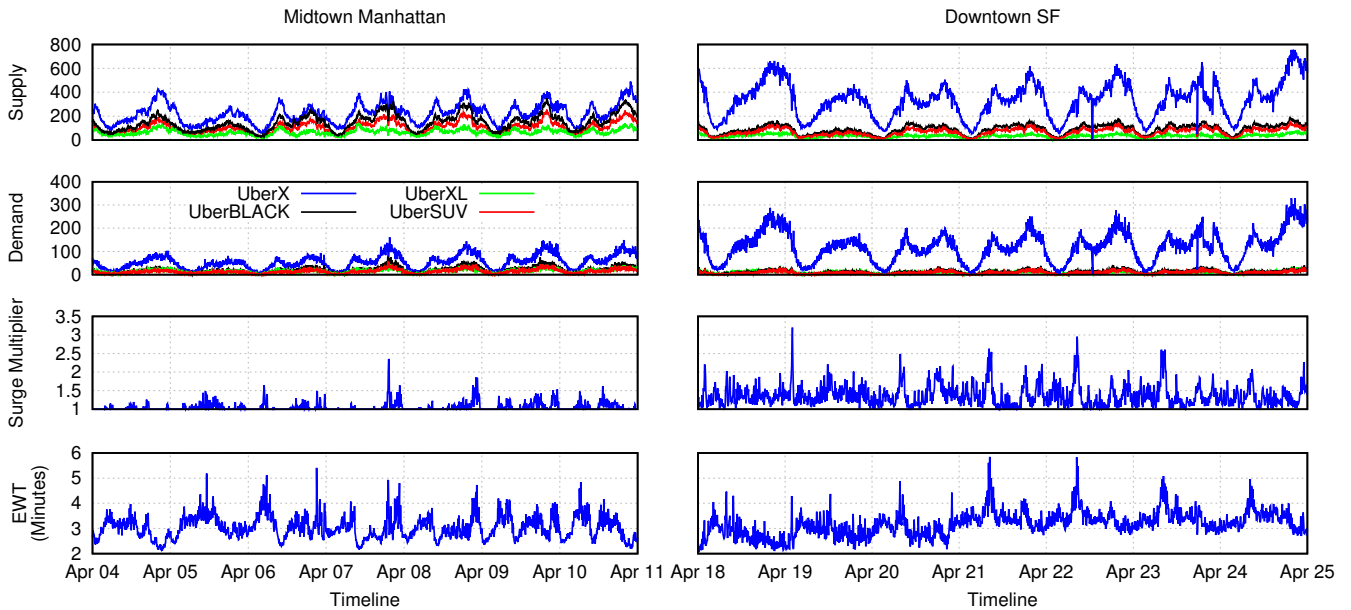 Midtown Manhattan
Downtown SF
Supply
800
600
400
200
0
Demand
400
300
200
100
0
UberX
UberXL
UberBLACK
UberSUV
Surge Multiplier
3.5
3
2.5
2
1.5
1
EWT
(Minutes)
6
5
4
3
2
Apr 04 Apr 05 Apr 06 Apr 07 Apr 08 Apr 09 Apr 10 Apr 11
Apr 18 Apr 19 Apr 20 Apr 21 Apr 22 Apr 23 Apr 24 Apr 25
Timeline
Timeline